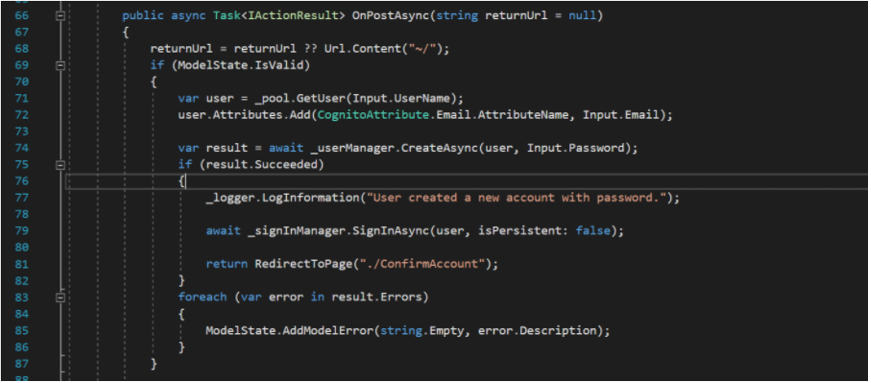 66 public async Task<IActionResult> OnPostAsync(string returnUrl = null)
67 {
68 returnUrl = returnUrl ?? Url.Content("~/");
69 if (ModelState.IsValid)
70 {
71 var user = _pool.GetUser(Input.UserName);
72 user.Attributes.Add(CognitoAttribute.Email.AttributeName, Input.Email);
73
74 var result = await _userManager.CreateAsync(user, Input.Password);
75 if (result.Succeeded)
76 {
77 _logger.LogInformation("User created a new account with password.");
78
79 await _signInManager.SignInAsync(user, isPersistent: false);
80
81 return RedirectToPage("./ConfirmAccount");
82 }
83 foreach (var error in result.Errors)
84 {
85 ModelState.AddModelError(string.Empty, error.Description);
86 }
87 }
88